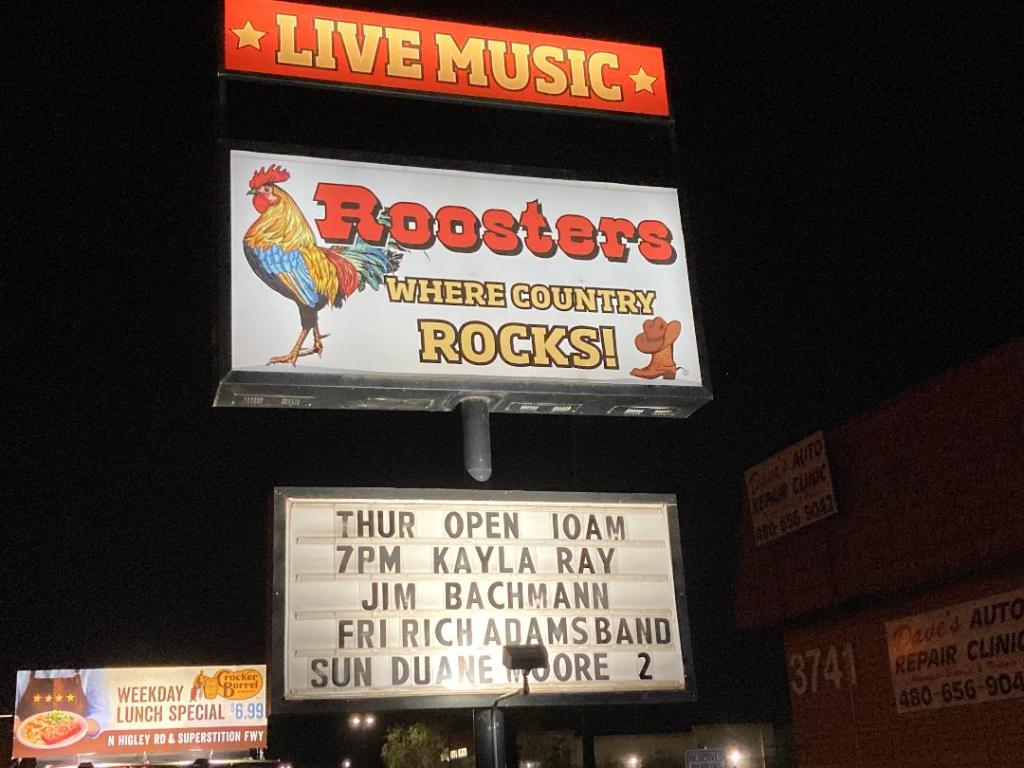 LIVE MUSIC
Roosters
WHERE COUNTRY
ROCKS!
THUR OPEN 10AM
7PM KAYLA RAY
JIM BACHMANN
FRI RICH ADAMS BAND
SUN DUANE MOORE 2
Dave's AUTO
REPAIR CLINIC
480-656-9042
Dave's AUTO
REPAIR CLINIC
480-656-904
3741
Cracker
Barrel
WEEKDAY
LUNCH SPECIAL $6.99
N HIGLEY RD & SUPERSTITION FWY